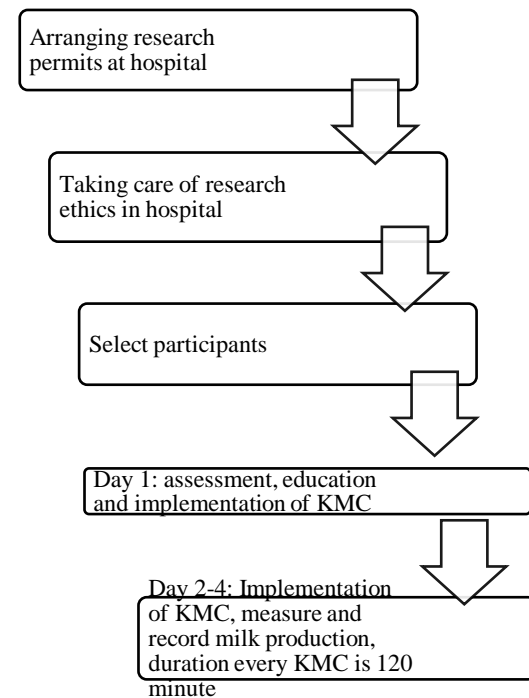 Arranging research
permits at hospital
Taking care of research
ethics in hospital
Select participants
Day 1: assessment, education
and implementation of KMC
Day 2-4: Implementation
of KMC, measure and
record milk production,
duration every KMC is 120
minute